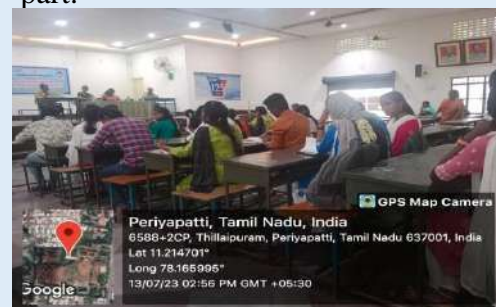 part.
GPS Map Camera
Periyapatti, Tamil Nadu, India
6588+2CP, Thillaipuram, Periyapatti, Tamil Nadu 637001, India
Lat 11.214701°
Long 78.165995°
13/07/23 02:56 PM GMT +05:30
Google